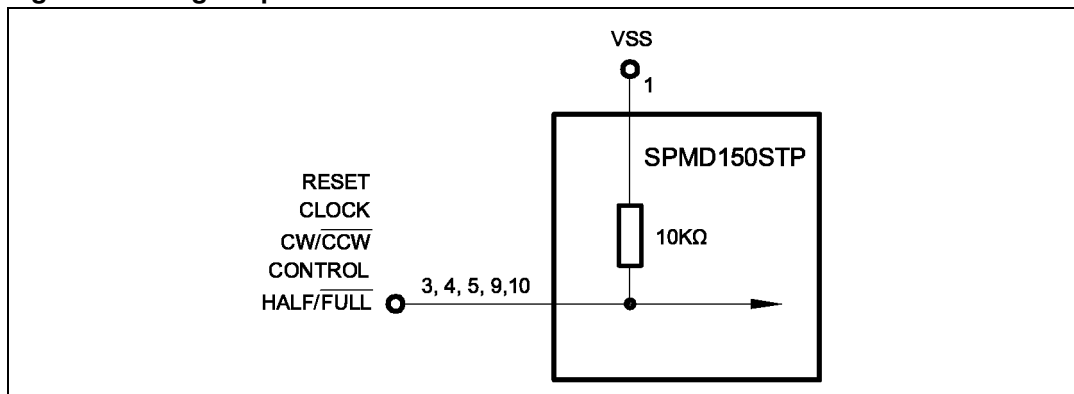 VSS
1
SPMD150STP
RESET
CLOCK
CW/CCW
CONTROL
HALF/FULL
10KΩ
3, 4, 5, 9,10